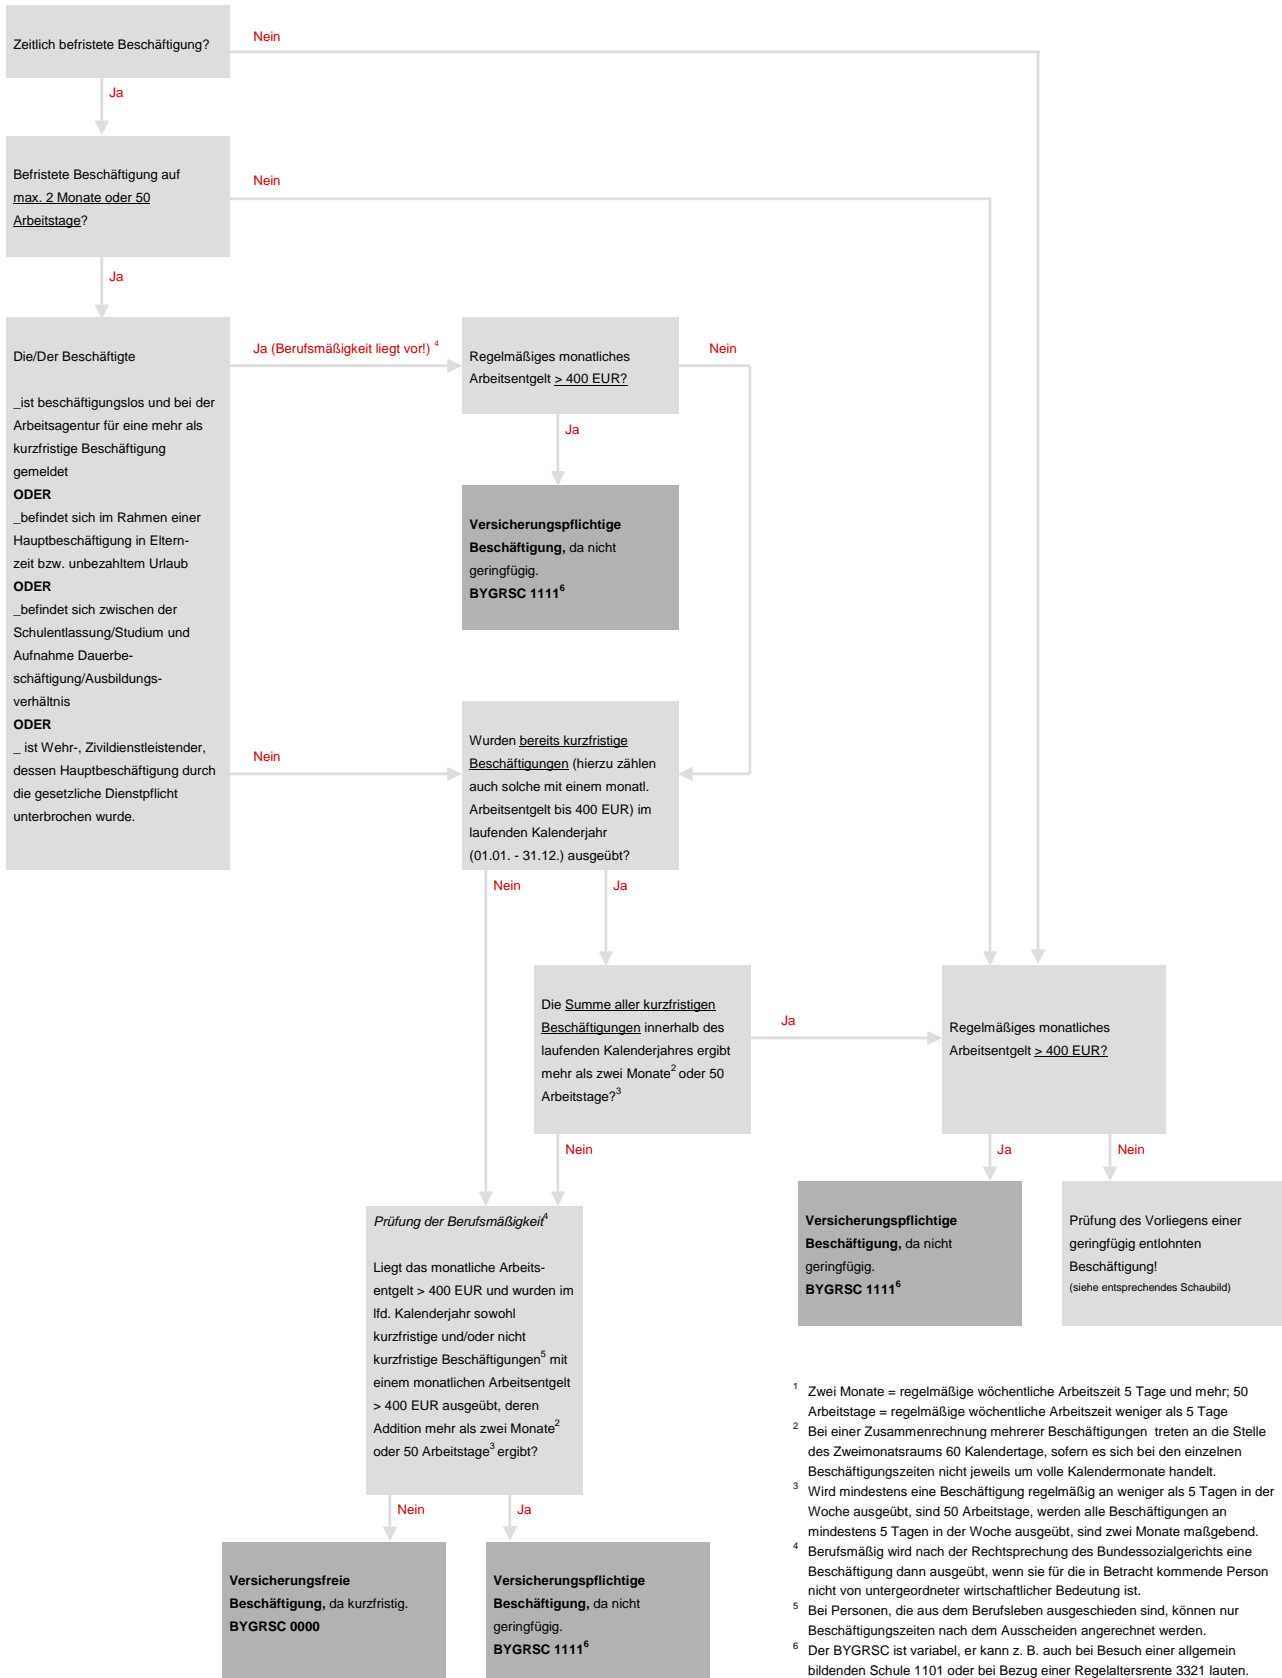 Zeitlich befristete Beschäftigung?
Nein
Ja
Befristete Beschäftigung auf
max. 2 Monate oder 50
Arbeitstage?
Nein
Ja
Die/Der Beschäftigte
_ist beschäftigungslos und bei der
Arbeitsagentur für eine mehr als
kurzfristige Beschäftigung
gemeldet
ODER
_befindet sich im Rahmen einer
Hauptbeschäftigung in Eltern-
zeit bzw. unbezahltem Urlaub
ODER
_befindet sich zwischen der
Schulentlassung/Studium und
Aufnahme Dauerbe-
schäftigung/Ausbildungs-
verhältnis
ODER
_ ist Wehr-, Zivildienstleistender,
dessen Hauptbeschäftigung durch
die gesetzliche Dienstpflicht
unterbrochen wurde.
Ja (Berufsmäßigkeit liegt vor!) 4
Regelmäßiges monatliches
Arbeitsentgelt > 400 EUR?
Nein
Ja
Versicherungspflichtige
Beschäftigung, da nicht
geringfügig.
BYGRSC 11116
Nein
Wurden bereits kurzfristige
Beschäftigungen (hierzu zählen
auch solche mit einem monatl.
Arbeitsentgelt bis 400 EUR) im
laufenden Kalenderjahr
(01.01. - 31.12.) ausgeübt?
Nein
Ja
Die Summe aller kurzfristigen
Beschäftigungen innerhalb des
laufenden Kalenderjahres ergibt
mehr als zwei Monate2 oder 50
Arbeitstage?3
Ja
Regelmäßiges monatliches
Arbeitsentgelt > 400 EUR?
Nein
Ja
Nein
Prüfung der Berufsmäßigkeit4
Liegt das monatliche Arbeits-
entgelt > 400 EUR und wurden im
lfd. Kalenderjahr sowohl
kurzfristige und/oder nicht
kurzfristige Beschäftigungen5 mit
einem monatlichen Arbeitsentgelt
> 400 EUR ausgeübt, deren
Addition mehr als zwei Monate2
oder 50 Arbeitstage3 ergibt?
Versicherungspflichtige
Beschäftigung, da nicht
geringfügig.
BYGRSC 11116
Prüfung des Vorliegens einer
geringfügig entlohnten
Beschäftigung!
(siehe entsprechendes Schaubild)
Nein
Ja
Versicherungsfreie
Beschäftigung, da kurzfristig.
BYGRSC 0000
Versicherungspflichtige
Beschäftigung, da nicht
geringfügig.
BYGRSC 11116
1 Zwei Monate = regelmäßige wöchentliche Arbeitszeit 5 Tage und mehr; 50
Arbeitstage = regelmäßige wöchentliche Arbeitszeit weniger als 5 Tage
2 Bei einer Zusammenrechnung mehrerer Beschäftigungen treten an die Stelle
des Zweimonatsraums 60 Kalendertage, sofern es sich bei den einzelnen
Beschäftigungszeiten nicht jeweils um volle Kalendermonate handelt.
3 Wird mindestens eine Beschäftigung regelmäßig an weniger als 5 Tagen in der
Woche ausgeübt, sind 50 Arbeitstage, werden alle Beschäftigungen an
mindestens 5 Tagen in der Woche ausgeübt, sind zwei Monate maßgebend.
4 Berufsmäßig wird nach der Rechtsprechung des Bundessozialgerichts eine
Beschäftigung dann ausgeübt, wenn sie für die in Betracht kommende Person
nicht von untergeordneter wirtschaftlicher Bedeutung ist.
5 Bei Personen, die aus dem Berufsleben ausgeschieden sind, können nur
Beschäftigungszeiten nach dem Ausscheiden angerechnet werden.
6 Der BYGRSC ist variabel, er kann z. B. auch bei Besuch einer allgemein
bildenden Schule 1101 oder bei Bezug einer Regelaltersrente 3321 lauten.